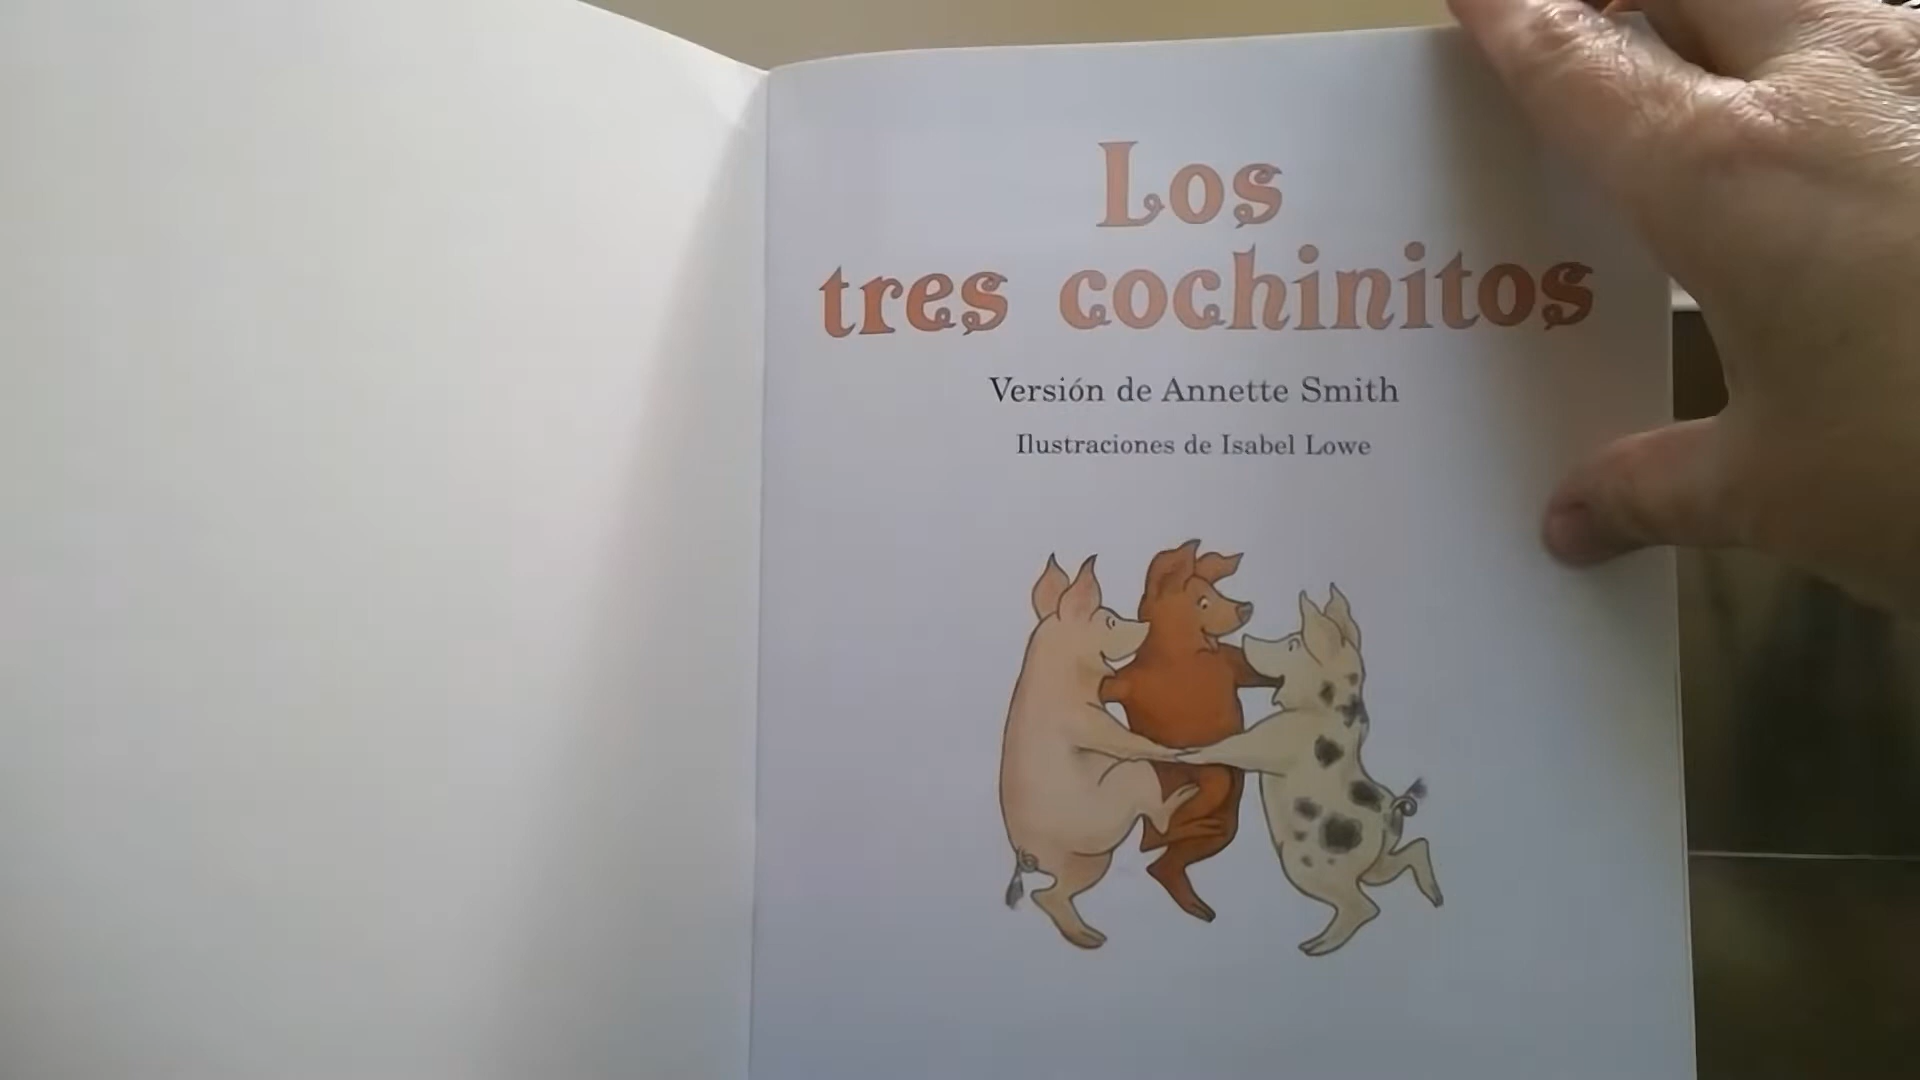 Los
tres cochinitos
Versión de Annette Smith
Ilustraciones de Isabel Lowe